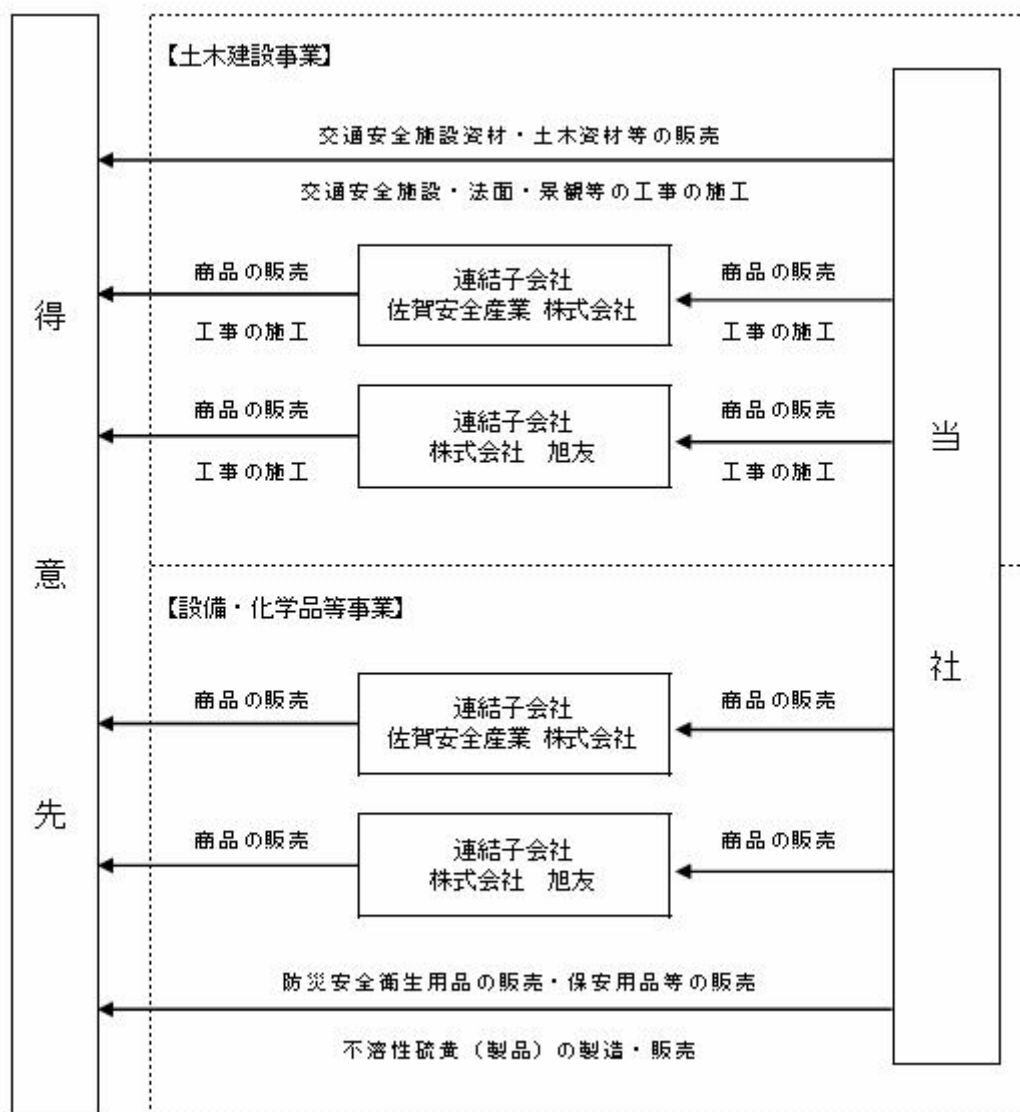 【土木建設事業】
交通安全施設資材・土木資材等の販売
交通安全施設・法面・景観等の工事の施工
商品の販売
工事の施工
連結子会社
佐賀安全産業 株式会社
商品の販売
工事の施工
商品の販売
工事の施工
連結子会社
株式会社　旭友
商品の販売
工事の施工
得意先
当社
【設備・化学品等事業】
商品の販売
連結子会社
佐賀安全産業 株式会社
商品の販売
商品の販売
連結子会社
株式会社　旭友
商品の販売
防災安全衛生用品の販売・保安用品等の販売
不溶性硫黄（製品）の製造・販売